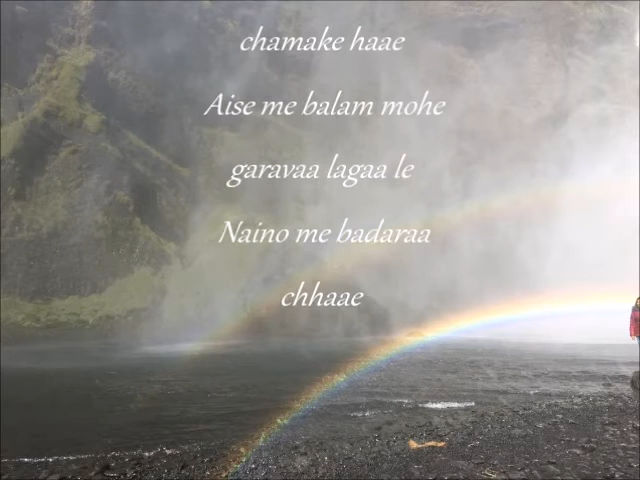 chamake haae
Aise me balam mohe
garavaa lagaa le
Naino me badaraa
chhaae